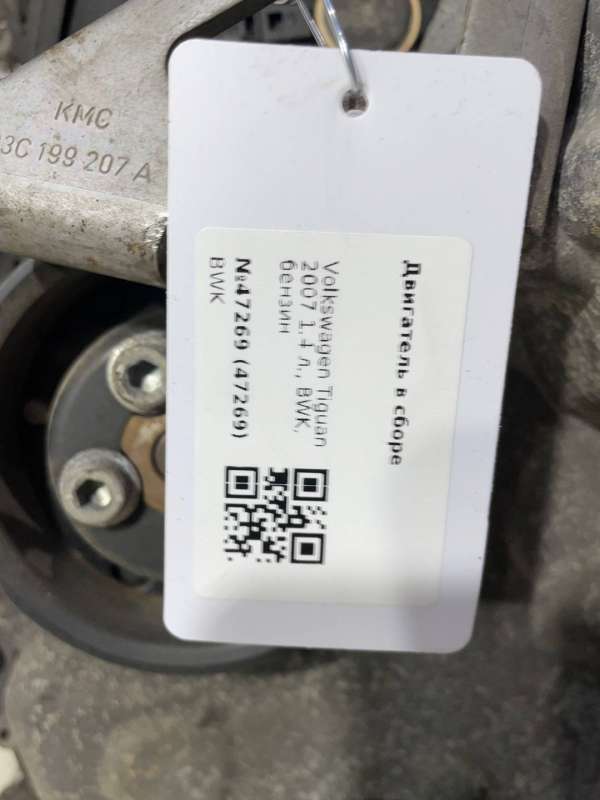 KMC
3C 199 207 A
Двигатель в сборе
Volkswagen Tiguan
2007 1.4 л., BWK,
бензин
№47269 (47269)
BWK